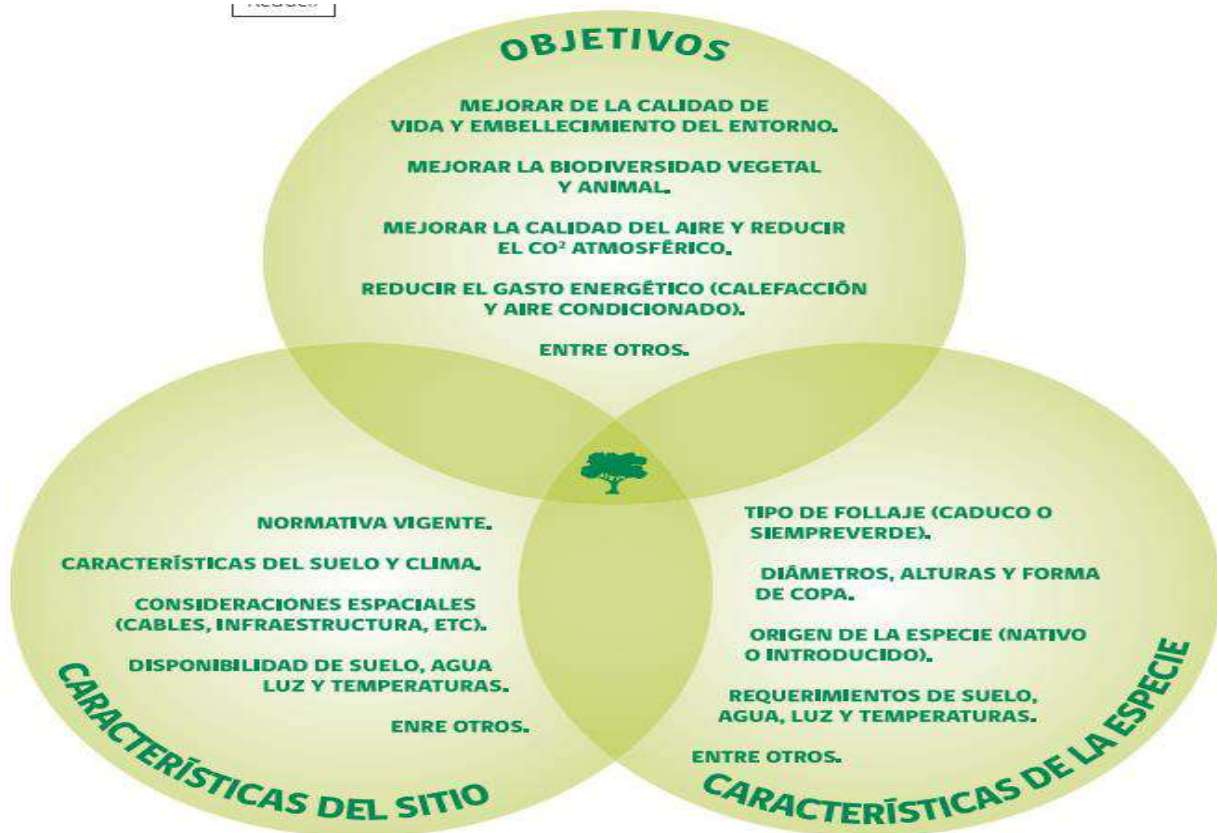 OBJETIVOS
MEJORAR DE LA CALIDAD DE
VIDA Y EMBELLECIMIENTO DEL ENTORNO.
MEJORAR LA BIODIVERSIDAD VEGETAL
Y ANIMAL.
MEJORAR LA CALIDAD DEL AIRE Y REDUCIR
EL CO² ATMOSFÉRICO.
REDUCIR EL GASTO ENERGÉTICO (CALEFACCIÓN
Y AIRE CONDICIONADO).
ENTRE OTROS.
NORMATIVA VIGENTE.
CARACTERÍSTICAS DEL SUELO Y CLIMA.
CONSIDERACIONES ESPACIALES
(CABLES, INFRAESTRUCTURA, ETC).
DISPONIBILIDAD DE SUELO, AGUA
LUZ Y TEMPERATURAS.
ENRE OTROS.
CARACTERÍSTICAS DEL SITIO
TIPO DE FOLLAJE (CADUCO O
SIEMPREVERDE).
DIÁMETROS, ALTURAS Y FORMA
DE COPA.
ORIGEN DE LA ESPECIE (NATIVO
O INTRODUCIDO).
REQUERIMIENTOS DE SUELO,
AGUA, LUZ Y TEMPERATURAS.
ENTRE OTROS.
CARACTERÍSTICAS DE LA ESPECIE